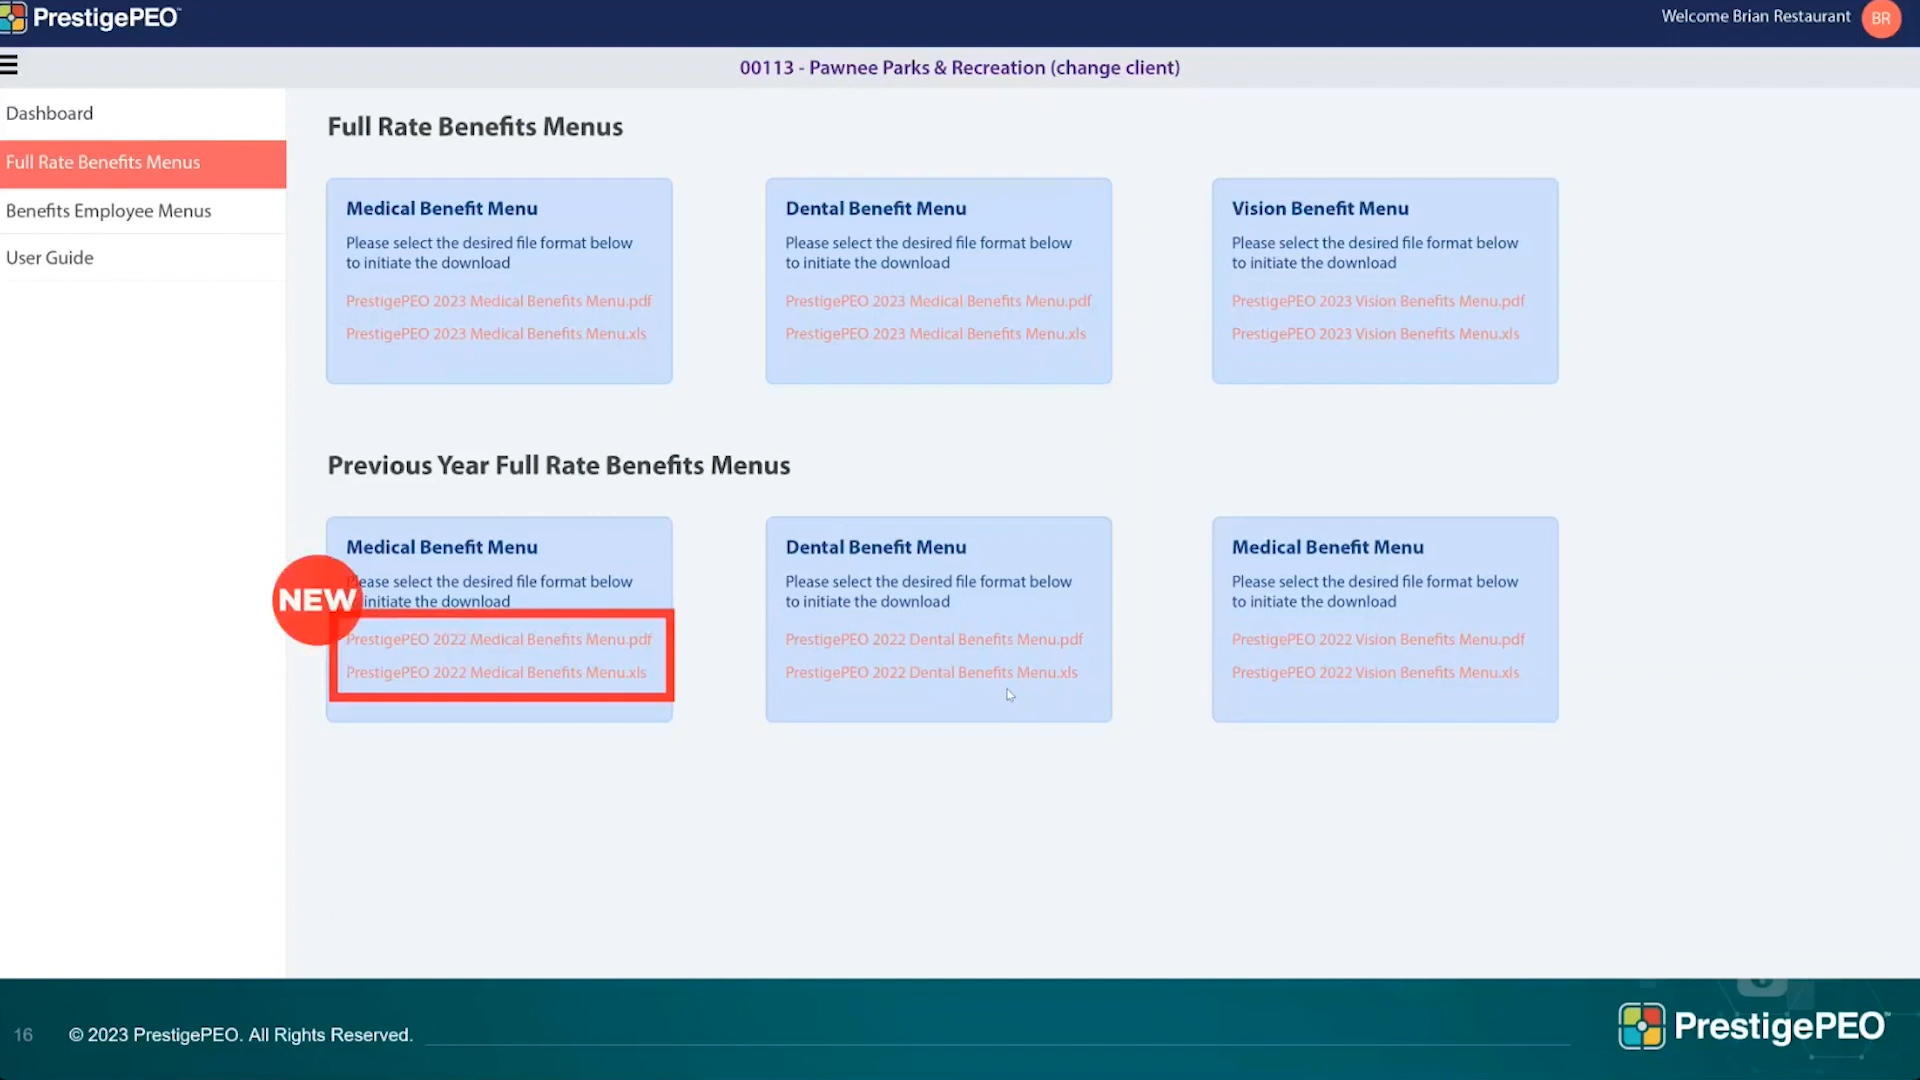 PrestigePEO™
Welcome Brian Restaurant
BR
00113 - Pawnee Parks & Recreation (change client)
Dashboard
Full Rate Benefits Menus
Benefits Employee Menus
User Guide
Full Rate Benefits Menus
Medical Benefit Menu
Please select the desired file format below
to initiate the download
PrestigePEO 2023 Medical Benefits Menu.pdf
PrestigePEO 2023 Medical Benefits Menu.xls
Dental Benefit Menu
Please select the desired file format below
to initiate the download
PrestigePEO 2023 Medical Benefits Menu.pdf
PrestigePEO 2023 Medical Benefits Menu.xls
Vision Benefit Menu
Please select the desired file format below
to initiate the download
PrestigePEO 2023 Vision Benefits Menu.pdf
PrestigePEO 2023 Vision Benefits Menu.xls
Previous Year Full Rate Benefits Menus
Medical Benefit Menu
Please select the desired file format below
initiate the download
NEW
PrestigePEO 2022 Medical Benefits Menu.pdf
PrestigePEO 2022 Medical Benefits Menu.xls
Dental Benefit Menu
Please select the desired file format below
to initiate the download
PrestigePEO 2022 Dental Benefits Menu.pdf
PrestigePEO 2022 Dental Benefits Menu.xls
Medical Benefit Menu
Please select the desired file format below
to initiate the download
PrestigePEO 2022 Vision Benefits Menu.pdf
PrestigePEO 2022 Vision Benefits Menu.xls
16
© 2023 PrestigePEO. All Rights Reserved.
PrestigePEO™